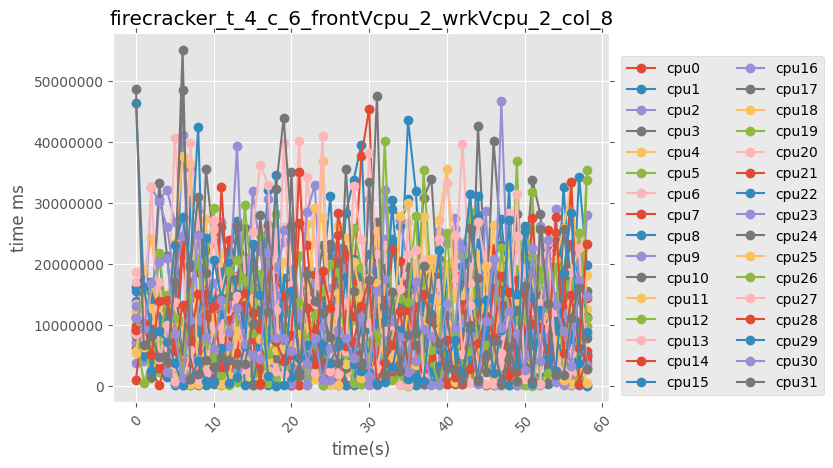 firecracker_t_4_c_6_frontVcpu_2_wrkVcpu_2_col_8
time ms
50000000
40000000
30000000
20000000
10000000
0
0
10
20
30
40
50
60
time(s)
cpu0
cpu1
cpu2
cpu3
cpu4
cpu5
cpu6
cpu7
cpu8
cpu9
cpu10
cpu11
cpu12
cpu13
cpu14
cpu15
cpu16
cpu17
cpu18
cpu19
cpu20
cpu21
cpu22
cpu23
cpu24
cpu25
cpu26
cpu27
cpu28
cpu29
cpu30
cpu31